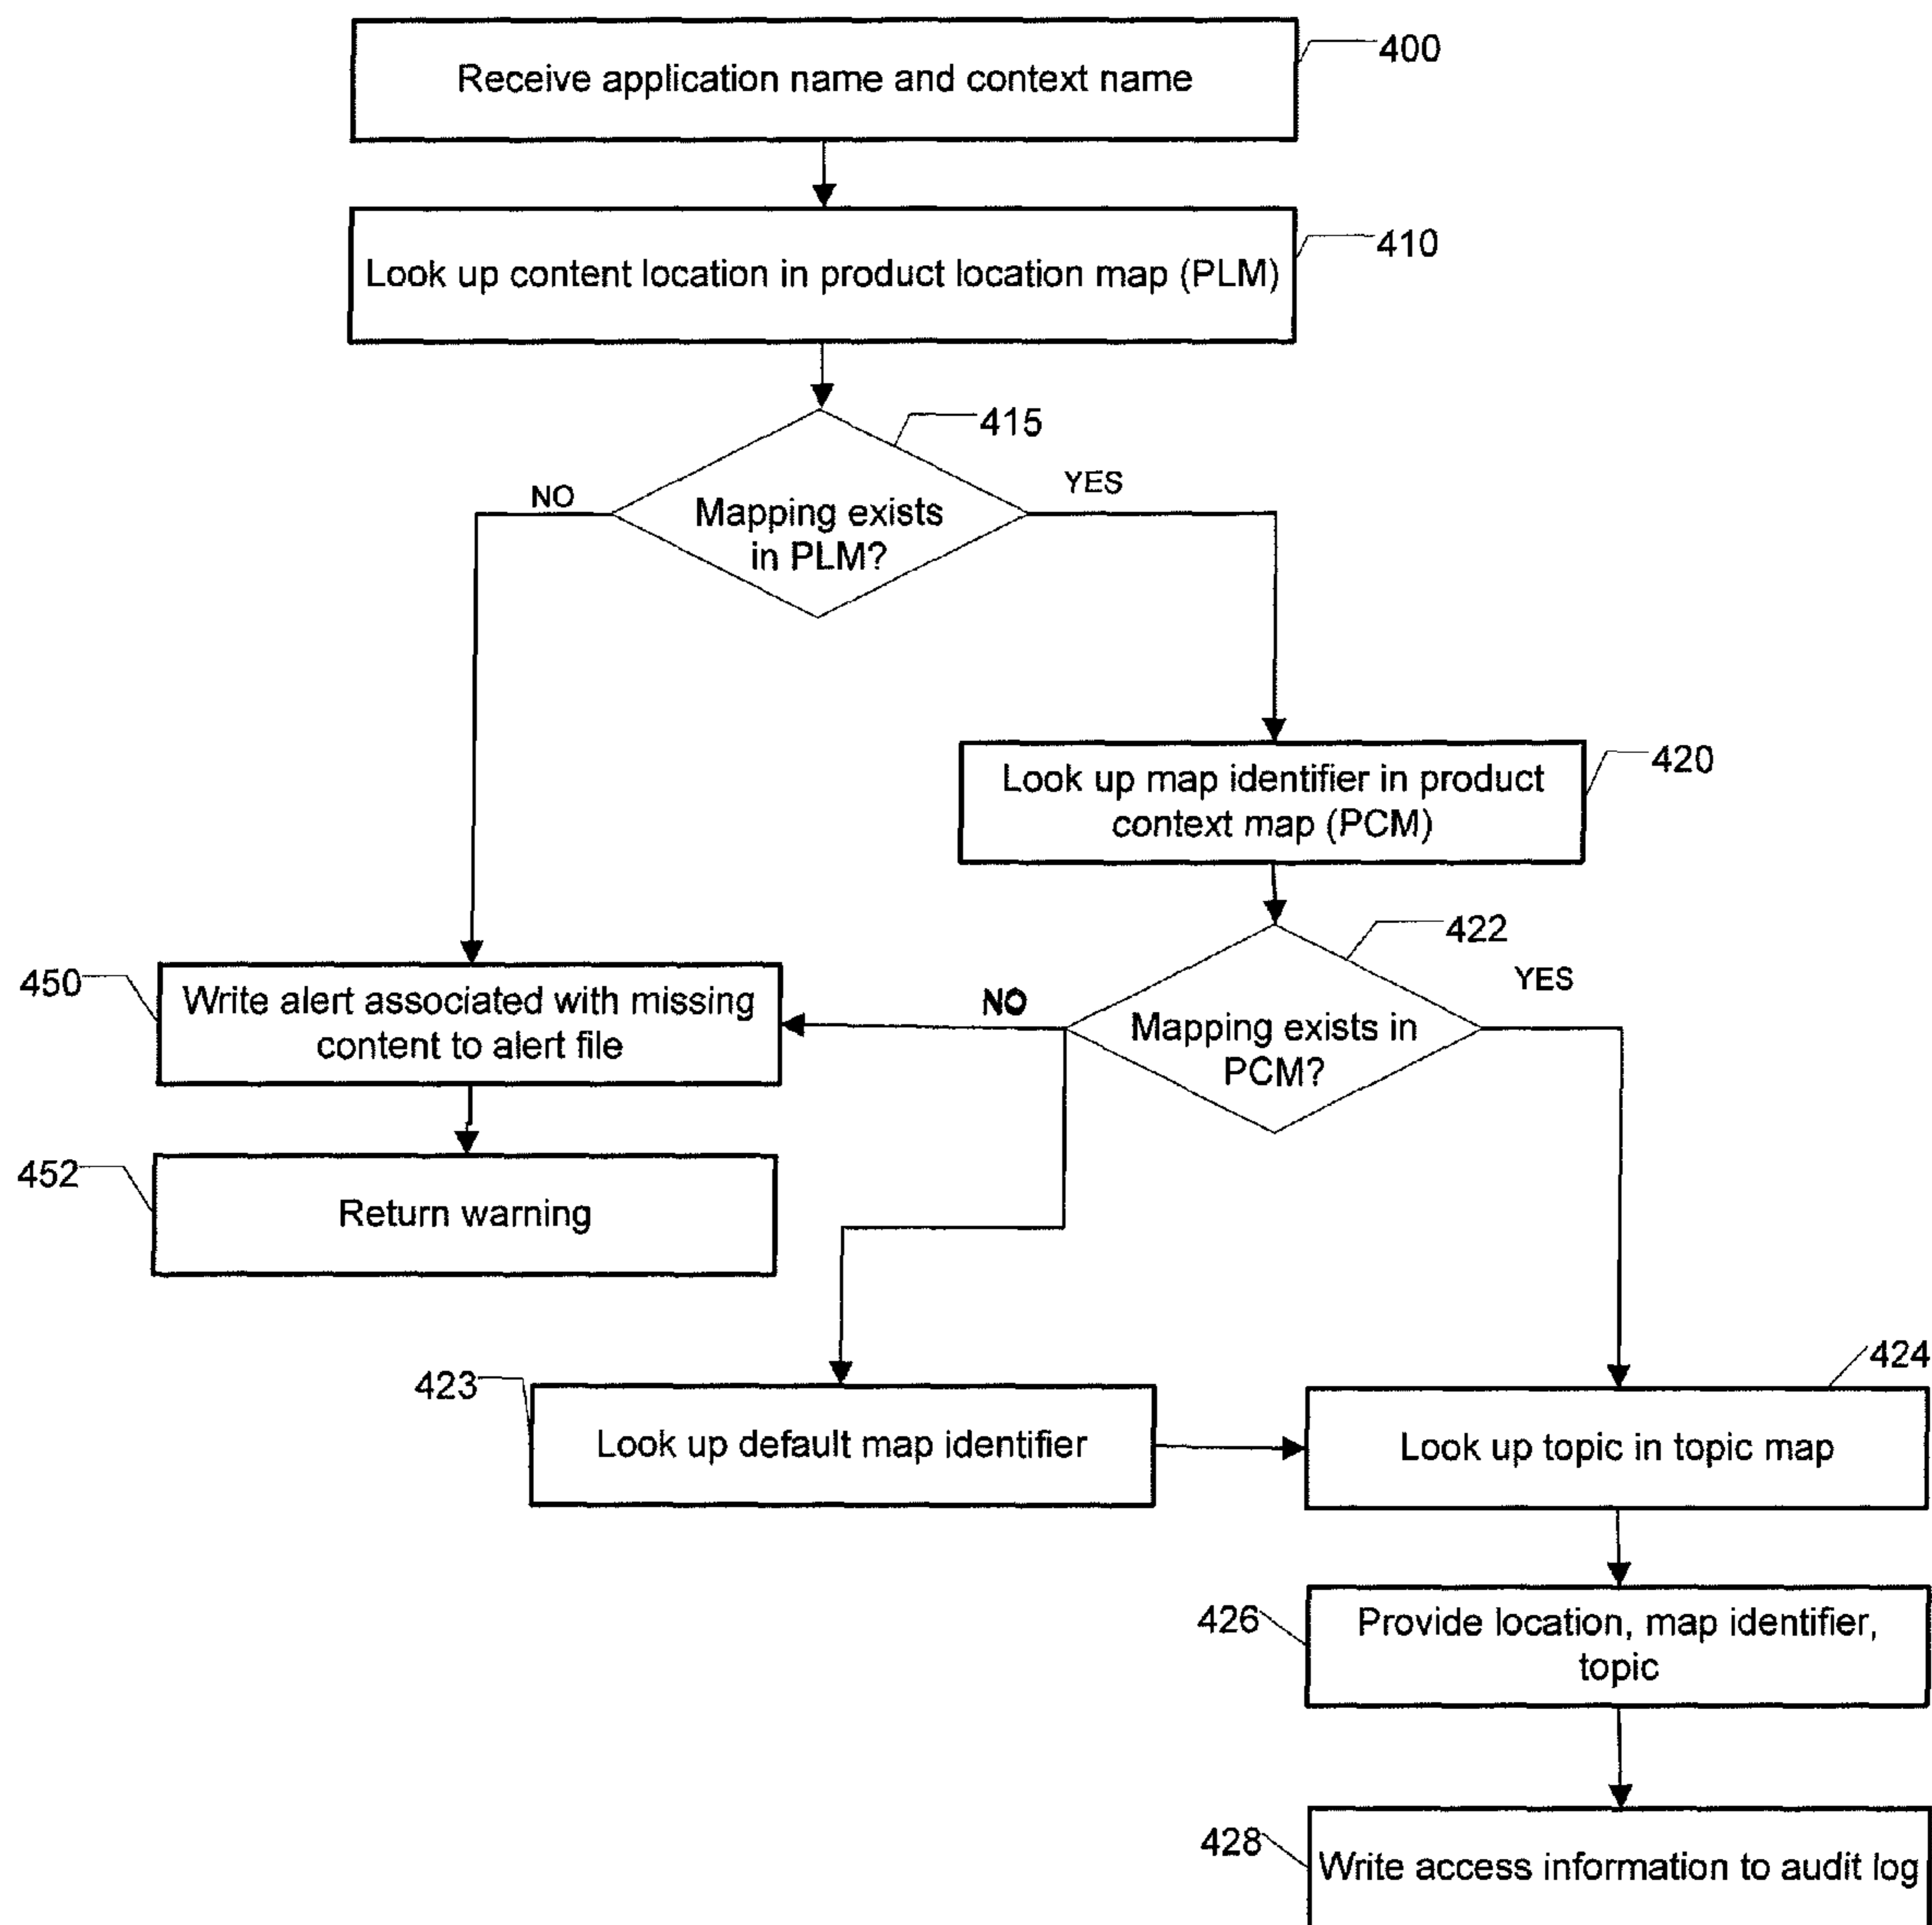 Receive application name and context name
400
Look up content location in product location map (PLM)
410
415
NO
YES
Mapping exists
in PLM?
Look up map identifier in product
context map (PCM)
420
422
450
Write alert associated with missing
content to alert file
NO
YES
Mapping exists in
PCM?
452
Return warning
423
Look up default map identifier
424
Look up topic in topic map
426
Provide location, map identifier,
topic
428
Write access information to audit log